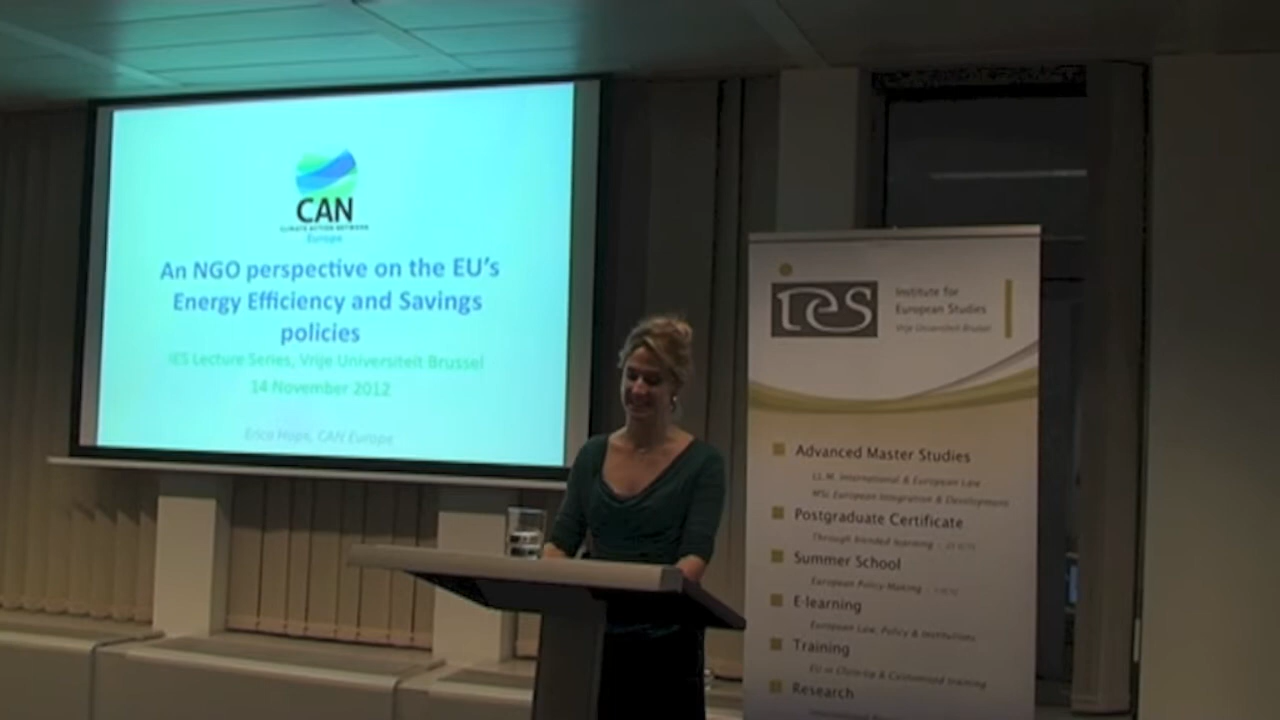 CAN
CLIMATE ACTION NETWORK
Europe
An NGO perspective on the EU's
Energy Efficiency and Savings
policies
IES Lecture Series, Vrije Universiteit Brussel
14 November 2012
Erica Hope, CAN Europe
ies
Institute for
European Studies
Vrije Universiteit Brussel
Advanced Master Studies
LL.M. International & European Law
MSc European Integration & Development
Postgraduate Certificate
Through blended learning -
Summer School
European Policy-Making -
E-learning
European Law, Policy & Institutions
Training
EU in Close-Up & Customised training
Research